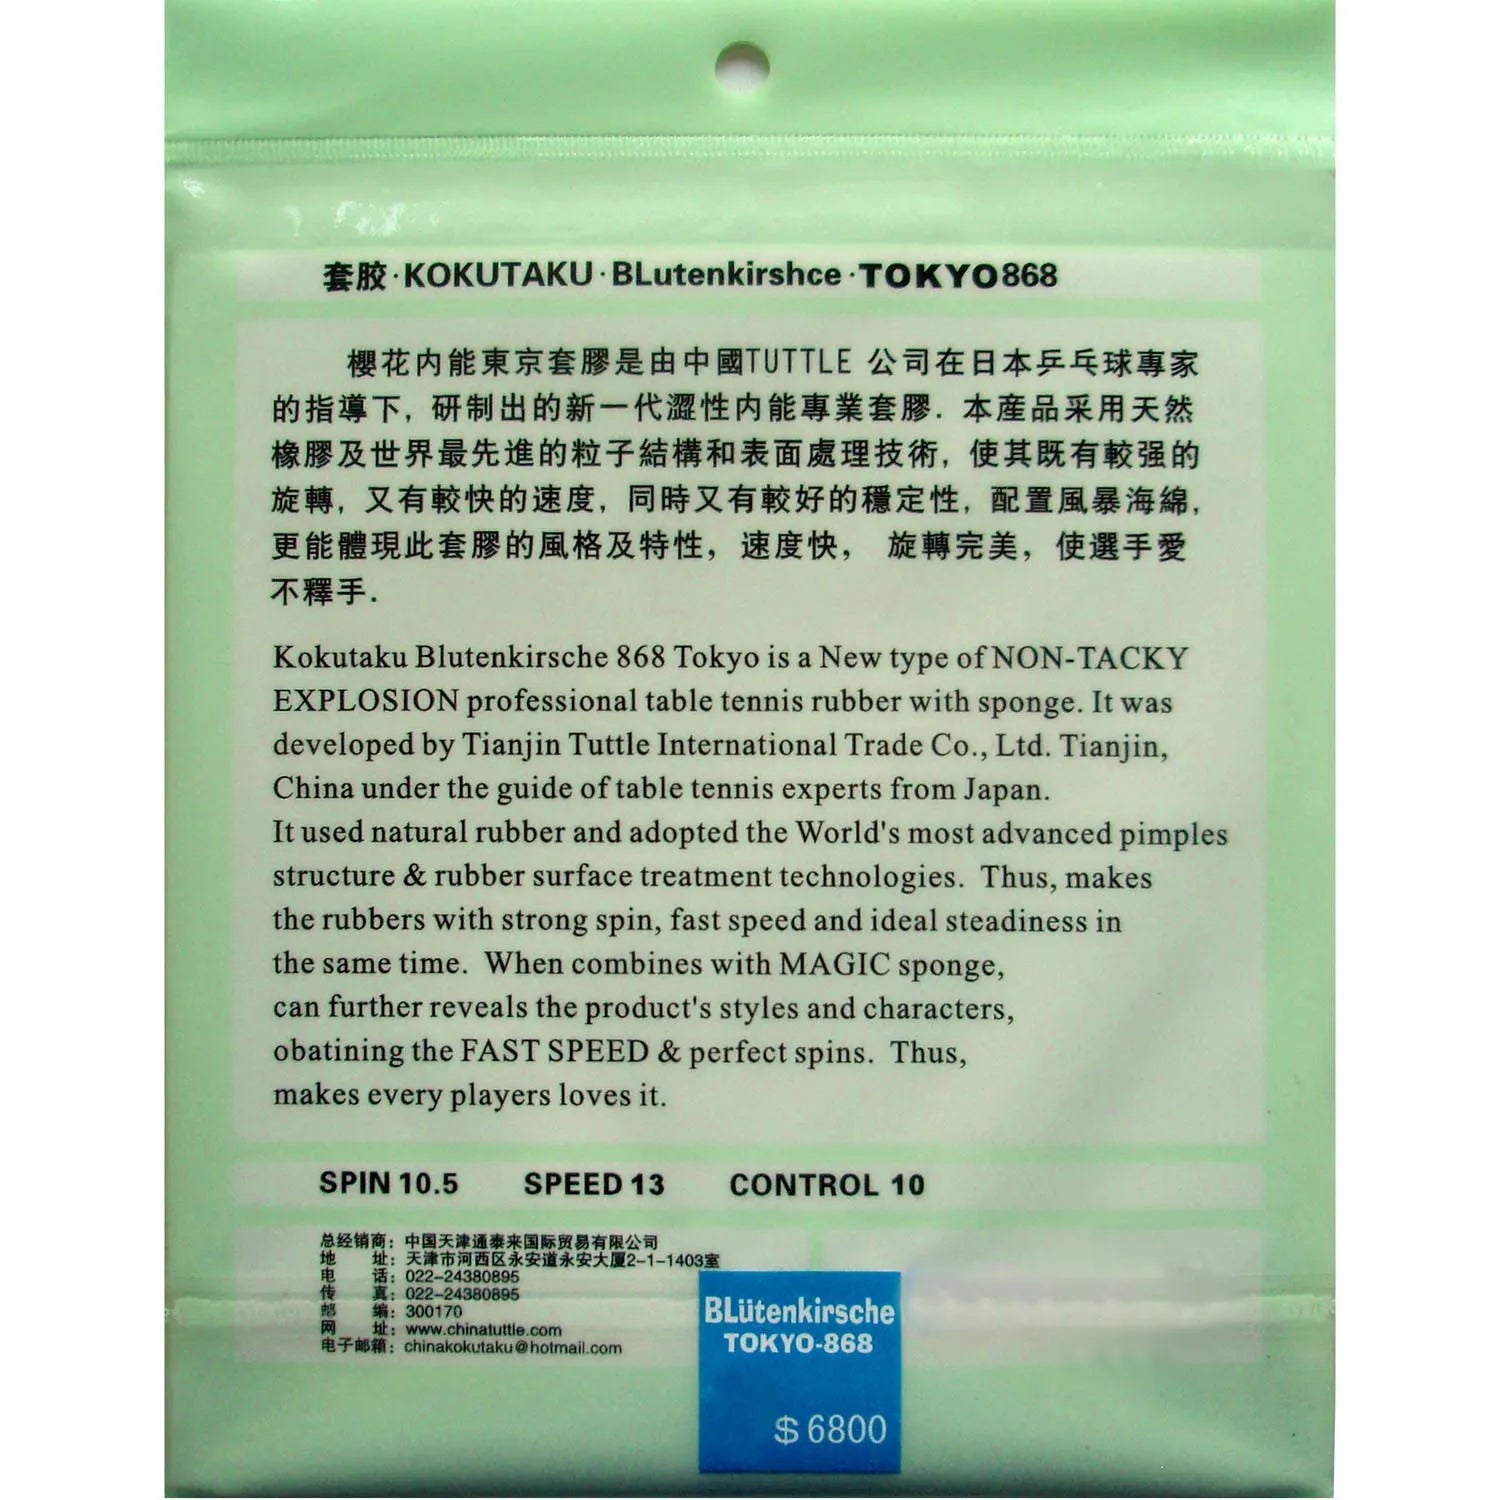 套胶·KOKUTAKU·BLutenkirshce·TOKYO868
櫻花内能東京套膠是由中國TUTTLE 公司在日本乒乓球專家
的指導下, 研制出的新一代澀性内能專業套膠. 本産品采用天然
橡膠及世界最先進的粒子結構和表面處理技術, 使其既有較强的
旋轉, 又有較快的速度, 同時又有較好的穩定性, 配置風暴海綿,
更能體現此套膠的風格及特性, 速度快, 旋轉完美, 使選手愛
不釋手.
Kokutaku Blutenkirsche 868 Tokyo is a New type of NON-TACKY
EXPLOSION professional table tennis rubber with sponge. It was
developed by Tianjin Tuttle International Trade Co., Ltd. Tianjin,
China under the guide of table tennis experts from Japan.
It used natural rubber and adopted the World's most advanced pimples
structure & rubber surface treatment technologies. Thus, makes
the rubbers with strong spin, fast speed and ideal steadiness in
the same time. When combines with MAGIC sponge,
can further reveals the product's styles and characters,
obatining the FAST SPEED & perfect spins. Thus,
makes every players loves it.
SPIN 10.5 SPEED 13 CONTROL 10
总经销商: 中国天津通泰来国际贸易有限公司
地 址: 天津市河西区永安道永安大厦2-1-1403室
电 话: 022-24380895
传 真: 022-24380895
邮 编: 300170
网 址: www.chinatuttle.com
电子邮箱: chinakokutaku@hotmail.com
BLütenkirsche
TOKYO-868
$6800